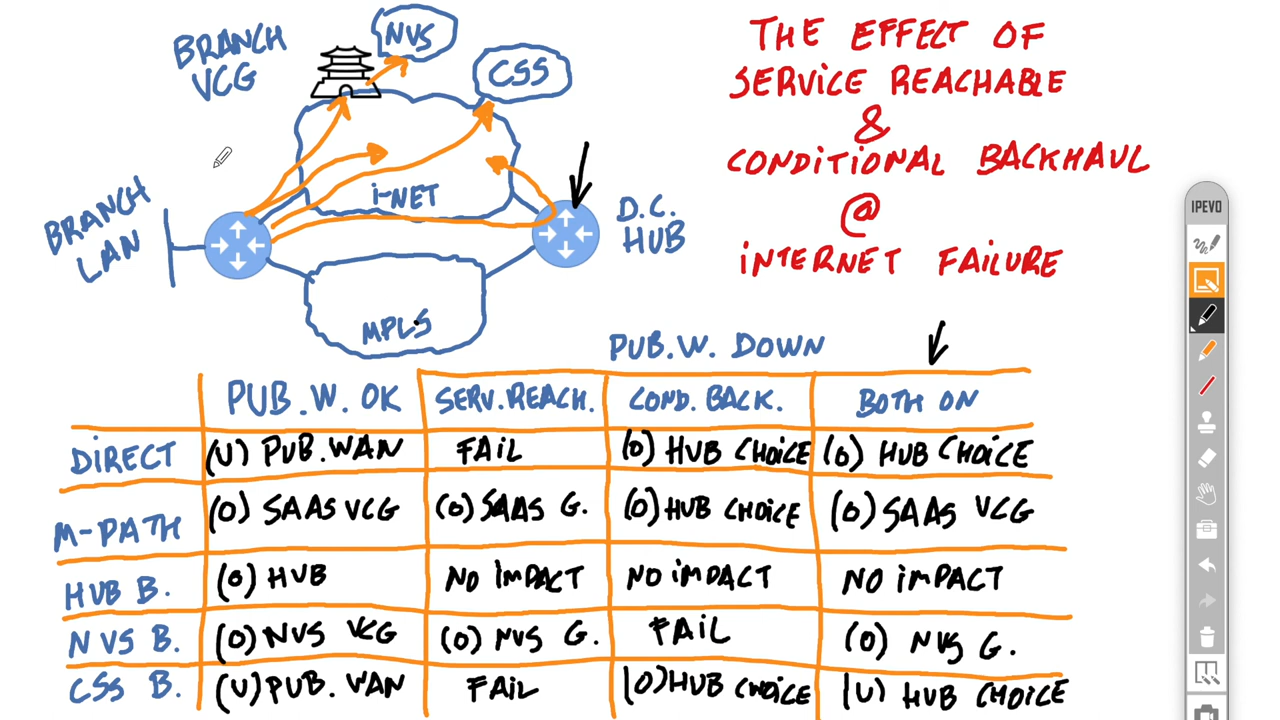 BRANCH
VCG
NVS
CSS
i-NET
BRANCH
LAN
D.C.
HUB
MPLS
THE EFFECT OF
SERVICE REACHABLE
&
CONDITIONAL BACKHAUL
@
INTERNET FAILURE
IPEVO
PUB.W. DOWN
PUB.W.OK SERV.REACH. COND.BACK. BOTH ON
DIRECT (U) PUB.WAN FAIL (O) HUB CHOICE (O) HUB CHOICE
M-PATH (O) SAAS VCG (O) SAAS G. (O) HUB CHOICE (O) SAAS VCG
HUB B. (O) HUB NO IMPACT NO IMPACT NO IMPACT
NVS B. (O) NVS VCG (O) NVS G. FAIL (O) NVS G.
CSS B. (U) PUB. WAN FAIL (O) HUB CHOICE (U) HUB CHOICE